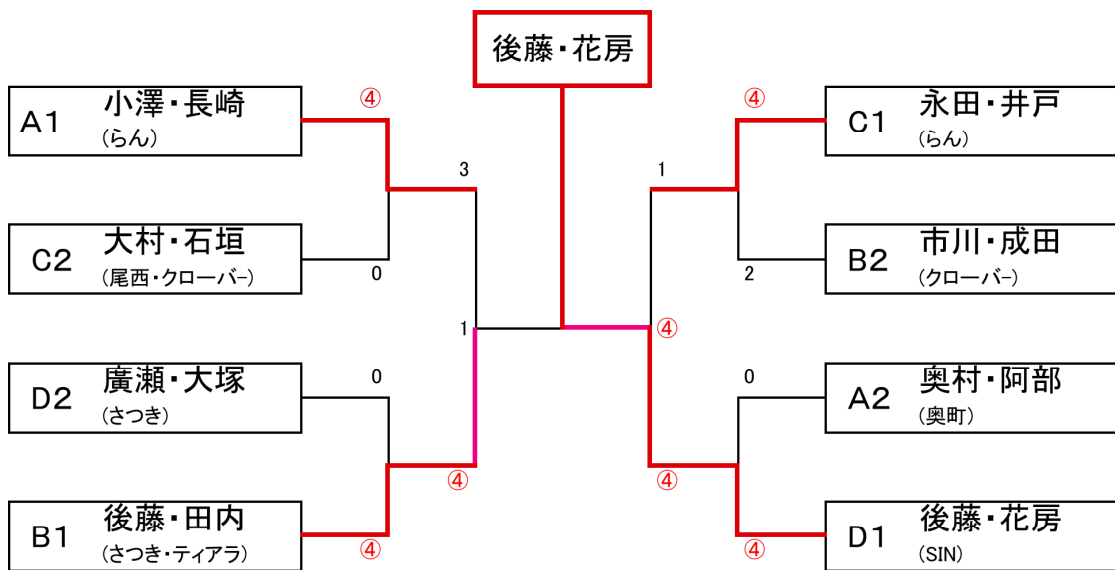 後藤・花房
A1
小澤・長崎
(らん)
④
3
C2
大村・石垣
(尾西・クローバー)
0
1
D2
廣瀬・大塚
(さつき)
0
④
B1
後藤・田内
(さつき・ティアラ)
④
④
C1
永田・井戸
(らん)
1
2
B2
市川・成田
(クローバー)
④
0
A2
奥村・阿部
(奥町)
④
④
D1
後藤・花房
(SIN)